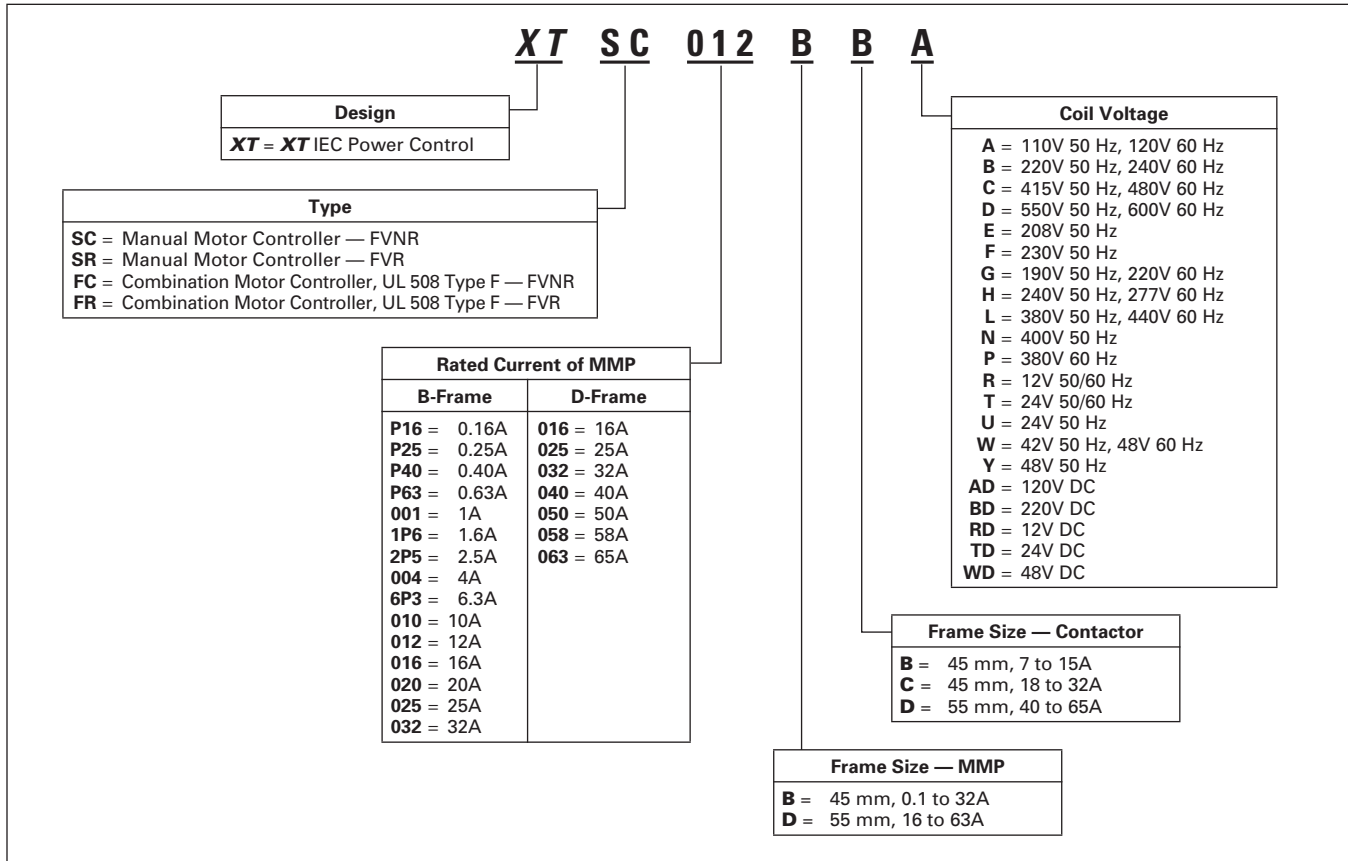 XT SC 012 B B A
Design
XT = XT IEC Power Control
Type
SC = Manual Motor Controller — FVNR
SR = Manual Motor Controller — FVR
FC = Combination Motor Controller, UL 508 Type F — FVNR
FR = Combination Motor Controller, UL 508 Type F — FVR
Rated Current of MMP
B-Frame
P16 = 0.16A
P25 = 0.25A
P40 = 0.40A
P63 = 0.63A
001 = 1A
1P6 = 1.6A
2P5 = 2.5A
004 = 4A
6P3 = 6.3A
010 = 10A
012 = 12A
016 = 16A
020 = 20A
025 = 25A
032 = 32A
D-Frame
016 = 16A
025 = 25A
032 = 32A
040 = 40A
050 = 50A
058 = 58A
063 = 65A
Coil Voltage
A = 110V 50 Hz, 120V 60 Hz
B = 220V 50 Hz, 240V 60 Hz
C = 415V 50 Hz, 480V 60 Hz
D = 550V 50 Hz, 600V 60 Hz
E = 208V 50 Hz
F = 230V 50 Hz
G = 190V 50 Hz, 220V 60 Hz
H = 240V 50 Hz, 277V 60 Hz
L = 380V 50 Hz, 440V 60 Hz
N = 400V 50 Hz
P = 380V 60 Hz
R = 12V 50/60 Hz
T = 24V 50/60 Hz
U = 24V 50 Hz
W = 42V 50 Hz, 48V 60 Hz
Y = 48V 50 Hz
AD = 120V DC
BD = 220V DC
RD = 12V DC
TD = 24V DC
WD = 48V DC
Frame Size — Contactor
B = 45 mm, 7 to 15A
C = 45 mm, 18 to 32A
D = 55 mm, 40 to 65A
Frame Size — MMP
B = 45 mm, 0.1 to 32A
D = 55 mm, 16 to 63A